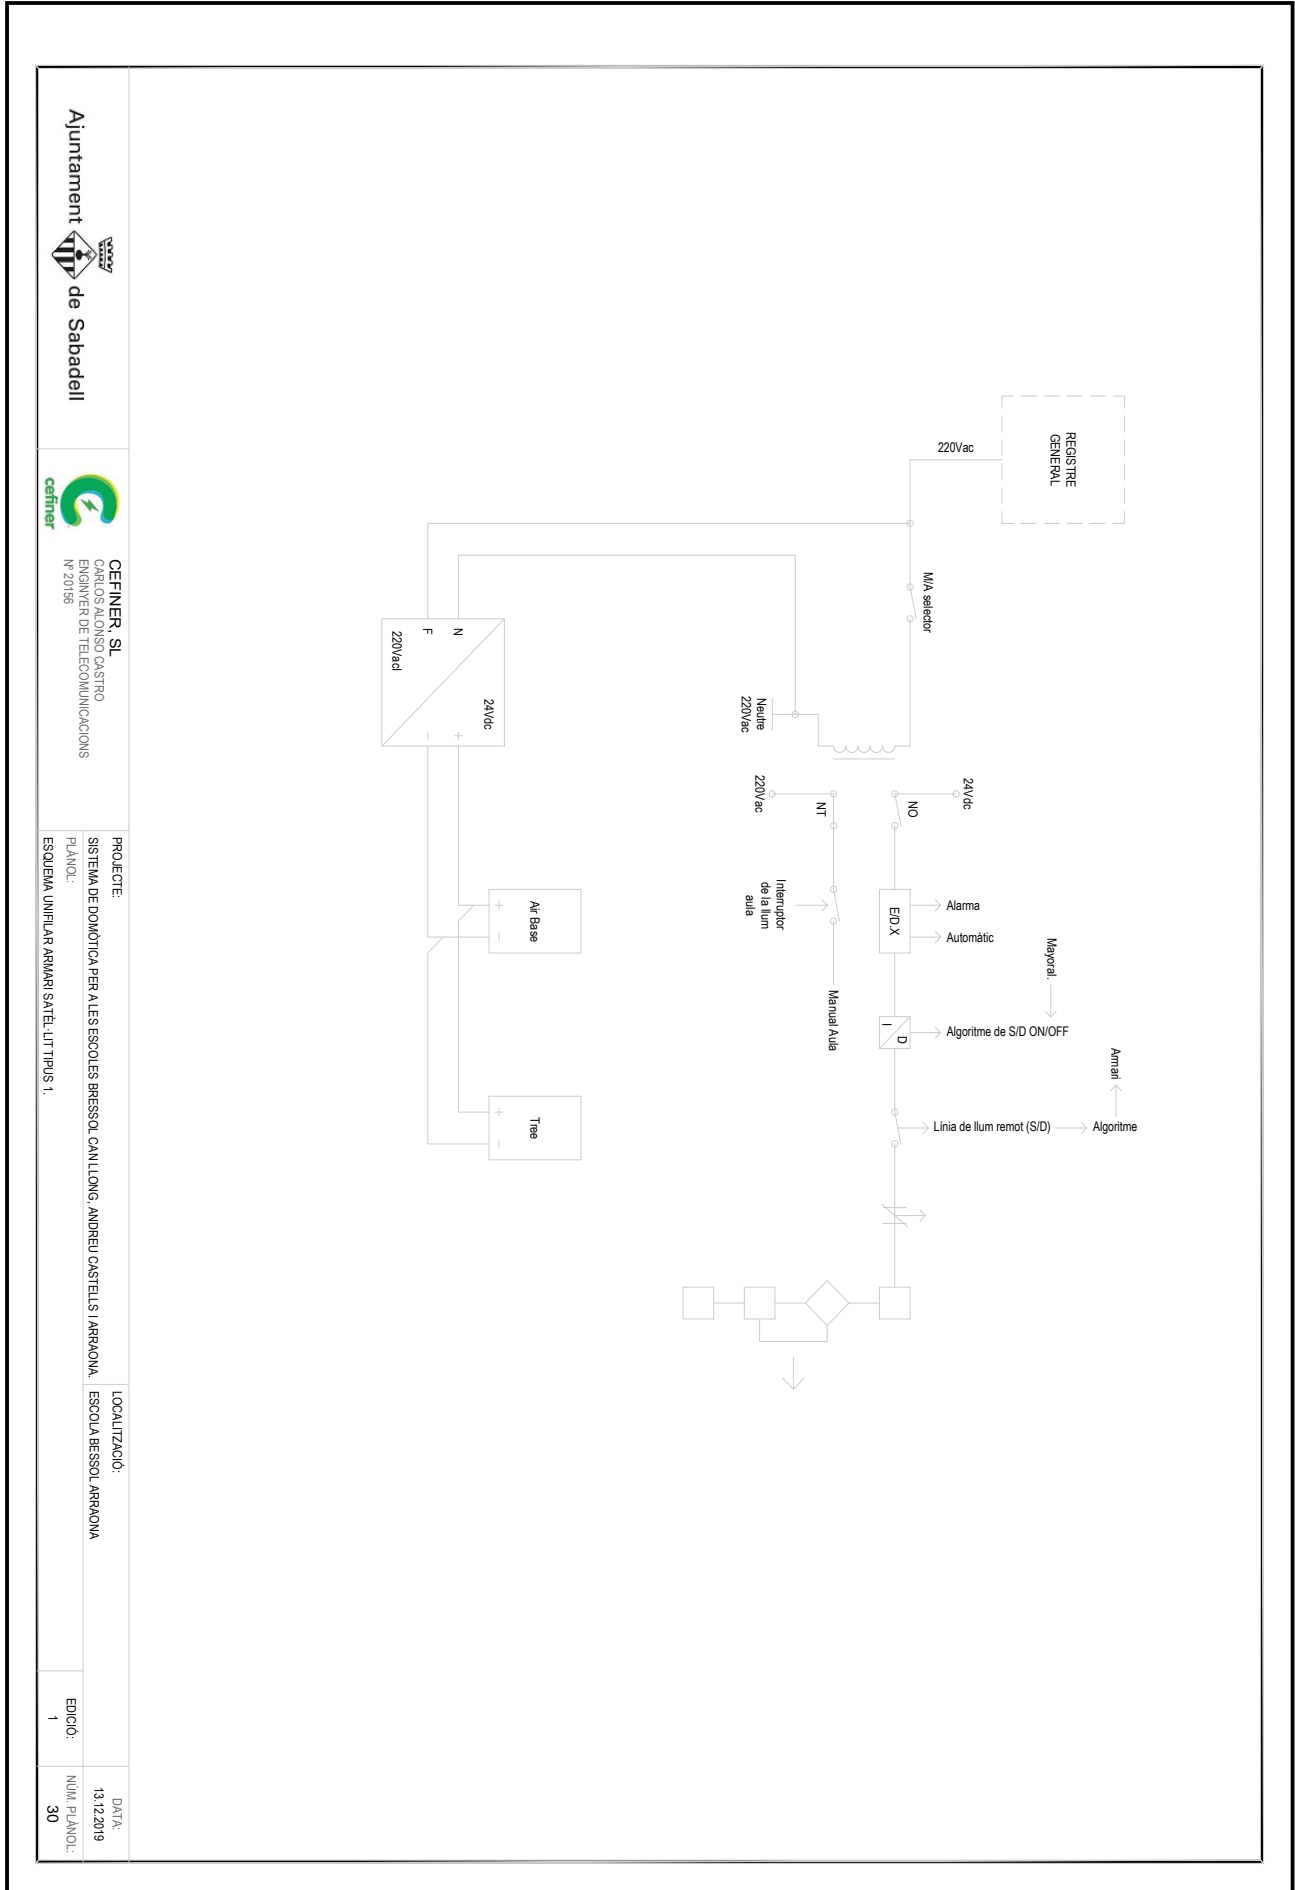 REGISTRE
GENERAL
220Vac
M/A selector
Neutre
220Vac
24Vdc
NO
NT
220Vac
E/D.X
Alarma
Automàtic
Interruptor
de la llum
aula
Manual Aula
Mayoral.
I
D
Algoritme de S/D ON/OFF
Armari
Línia de llum remot (S/D)
Algoritme
N
F
220Vacl
24Vdc
+
−
Air Base
+
−
Tree
+
−
Ajuntament de Sabadell
cefiner
CEFINER, SL
CARLOS ALONSO CASTRO
ENGINYER DE TELECOMUNICACIONS
Nº 20156
PROJECTE:
SISTEMA DE DOMÒTICA PER A LES ESCOLES BRESSOL CAN LLONG, ANDREU CASTELLS I ARRAONA.
PLÀNOL:
ESQUEMA UNIFILAR ARMARI SATÈL·LIT TIPUS 1.
LOCALITZACIÓ:
ESCOLA BESSOL ARRAONA
EDICIÓ:
1
DATA:
13.12.2019
NÚM. PLÀNOL:
30